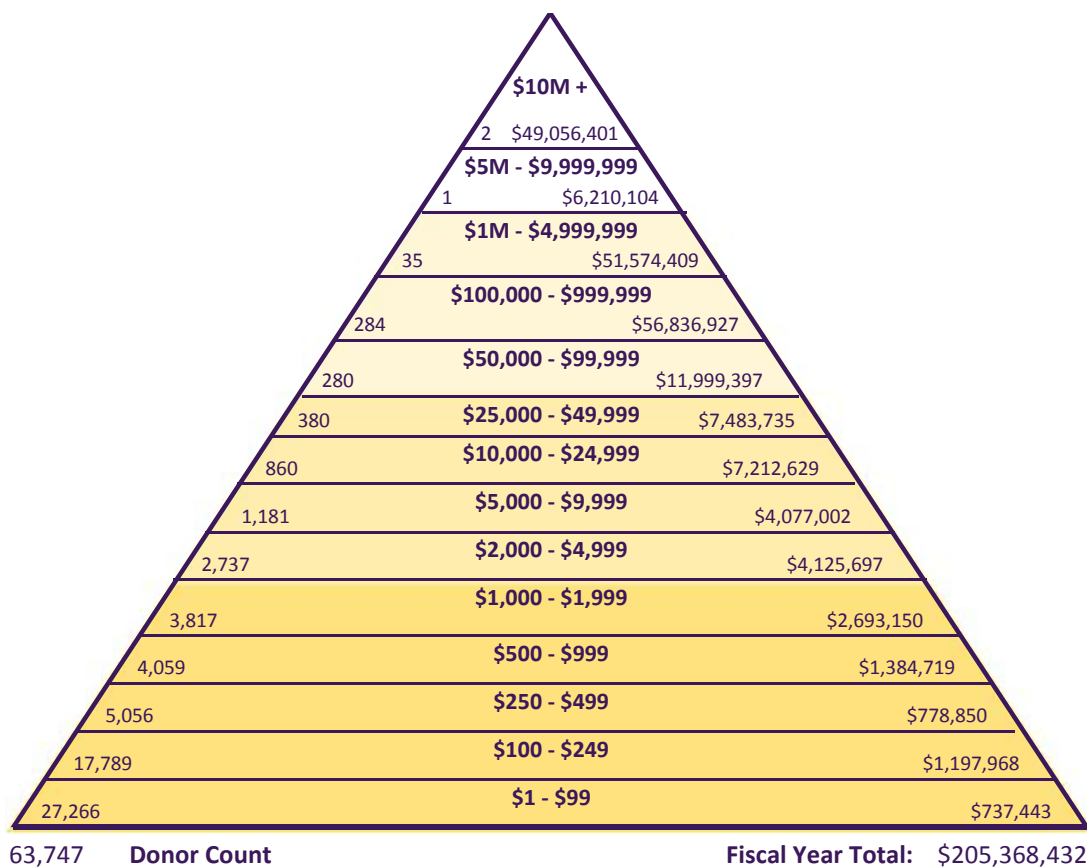 $10M +
2 $49,056,401
$5M - $9,999,999
1 $6,210,104
$1M - $4,999,999
35 $51,574,409
$100,000 - $999,999
284 $56,836,927
$50,000 - $99,999
280 $11,999,397
$25,000 - $49,999
380 $7,483,735
$10,000 - $24,999
860 $7,212,629
$5,000 - $9,999
1,181 $4,077,002
$2,000 - $4,999
2,737 $4,125,697
$1,000 - $1,999
3,817 $2,693,150
$500 - $999
4,059 $1,384,719
$250 - $499
5,056 $778,850
$100 - $249
17,789 $1,197,968
$1 - $99
27,266 $737,443
63,747 Donor Count Fiscal Year Total: $205,368,432